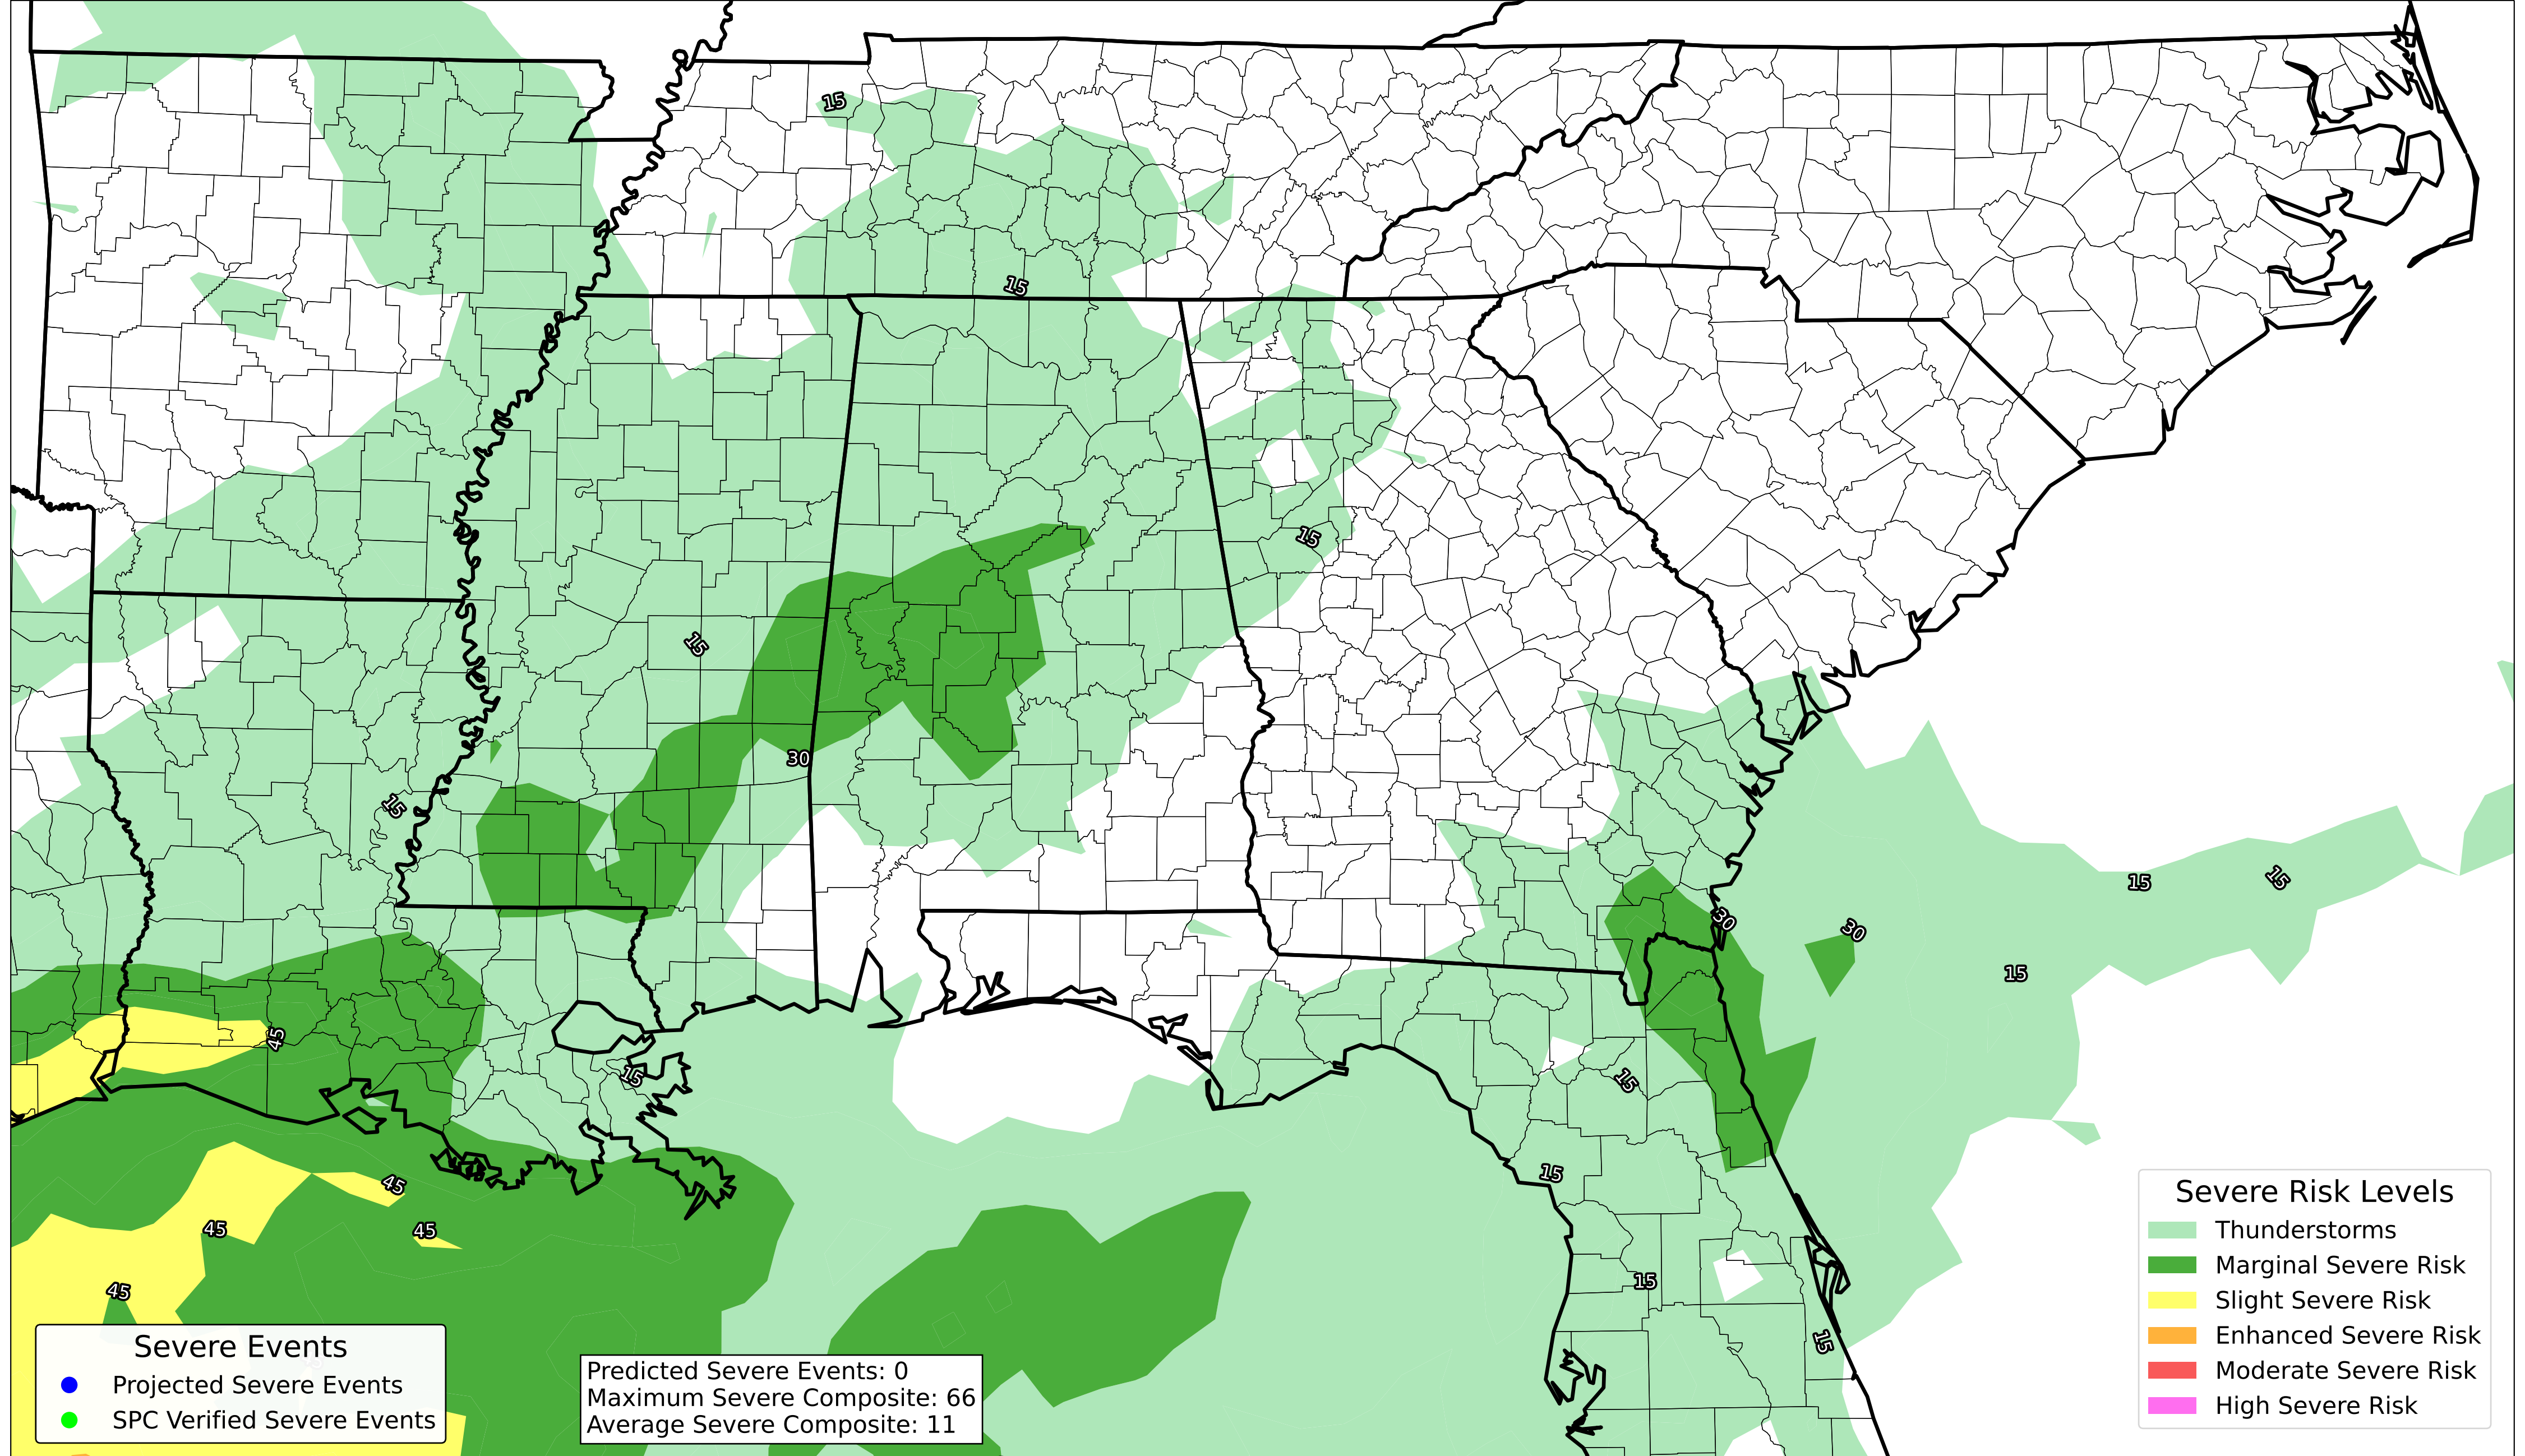 15
15
15
15
30
15
30
30
15
15
15
45
15
15
15
45
45
45
45
15
15
Severe Risk Levels
Thunderstorms
Marginal Severe Risk
Slight Severe Risk
Enhanced Severe Risk
Moderate Severe Risk
High Severe Risk
Severe Events
Projected Severe Events
SPC Verified Severe Events
Predicted Severe Events: 0
Maximum Severe Composite: 66
Average Severe Composite: 11